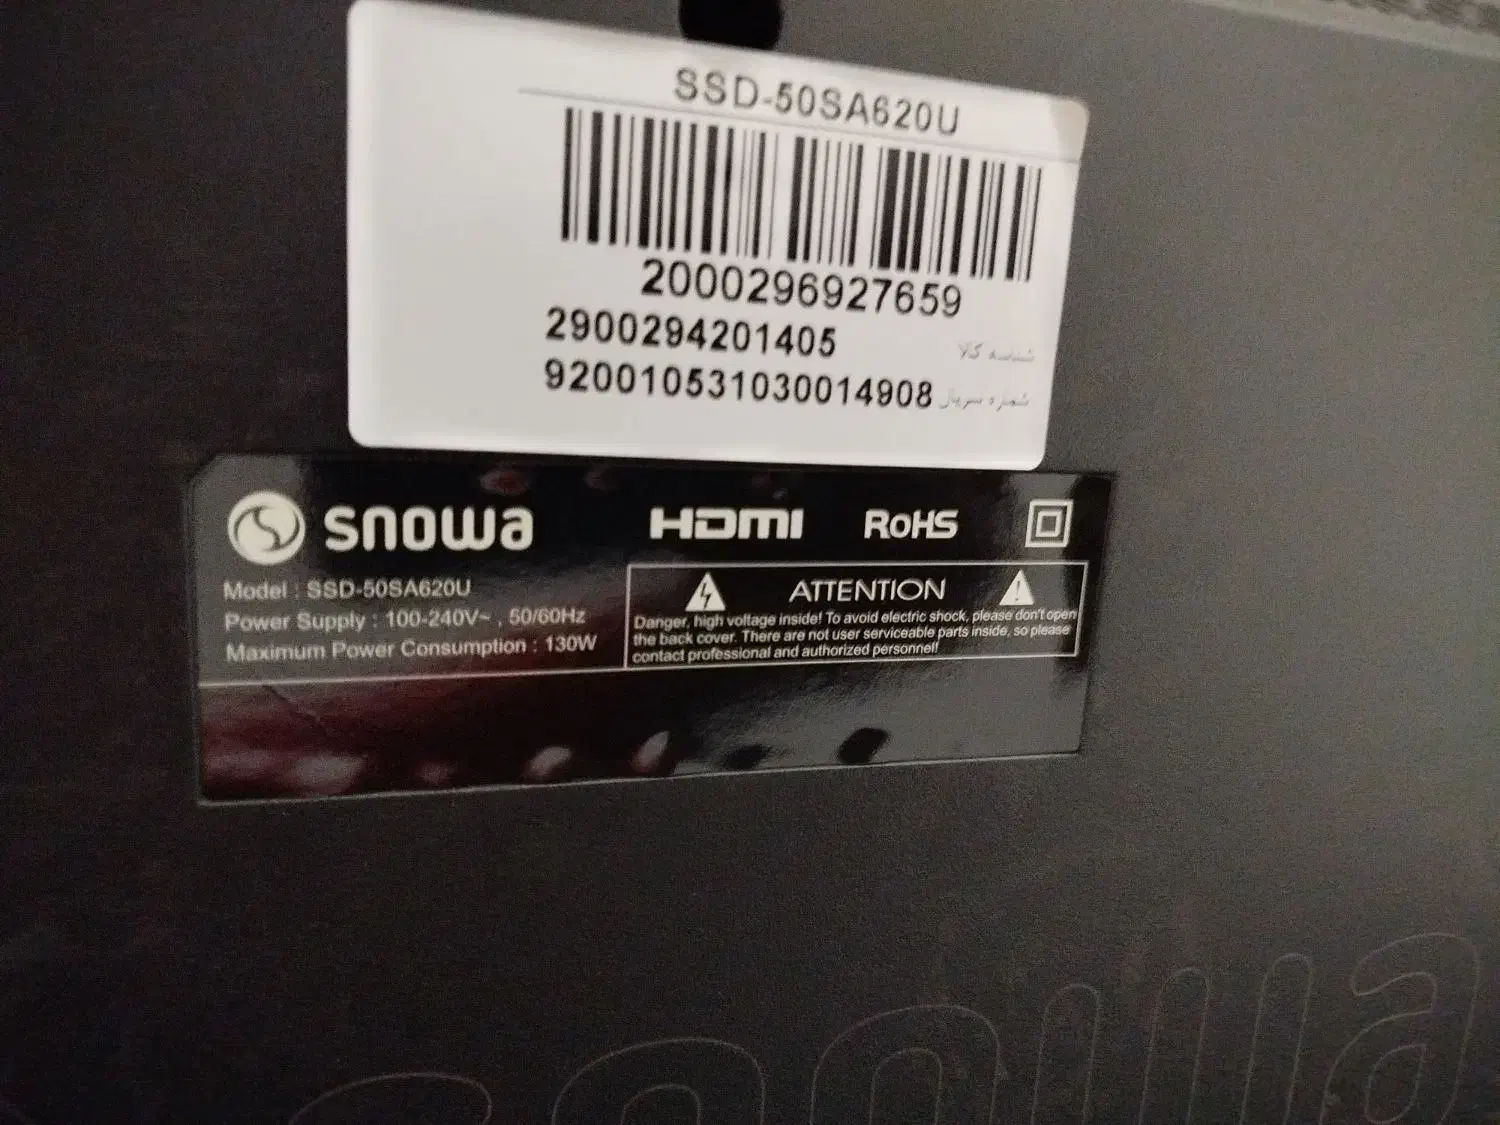 SSD-50SA620U
2000296927659
2900294201405 شناسه کالا
920010531030014908 شماره سریال
snowa HDMI RoHS
Model : SSD-50SA620U
Power Supply : 100-240V~ , 50/60Hz
Maximum Power Consumption : 130W
ATTENTION
Danger, high voltage inside! To avoid electric shock, please don't open
the back cover. There are not user serviceable parts inside, so please
contact professional and authorized personnel!
snowa